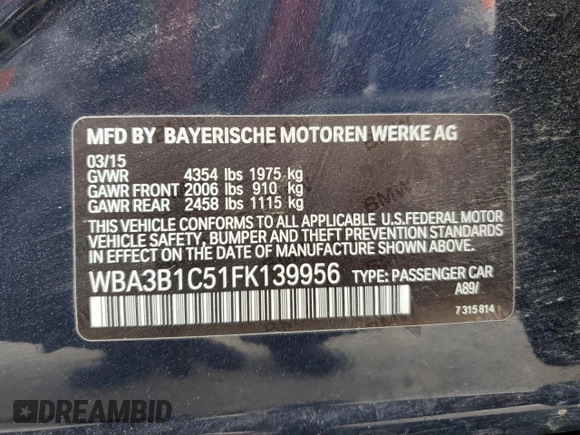 MFD BY BAYERISCHE MOTOREN WERKE AG
03/15
GVWR 4354 lbs 1975 kg
GAWR FRONT 2006 lbs 910 kg
GAWR REAR 2458 lbs 1115 kg
THIS VEHICLE CONFORMS TO ALL APPLICABLE U.S.FEDERAL MOTOR
VEHICLE SAFETY, BUMPER AND THEFT PREVENTION STANDARDS
IN EFFECT ON THE DATE OF MANUFACTURE SHOWN ABOVE.
WBA3B1C51FK139956 TYPE: PASSENGER CAR
A89/
7 315 814
BMW
DREAMBID